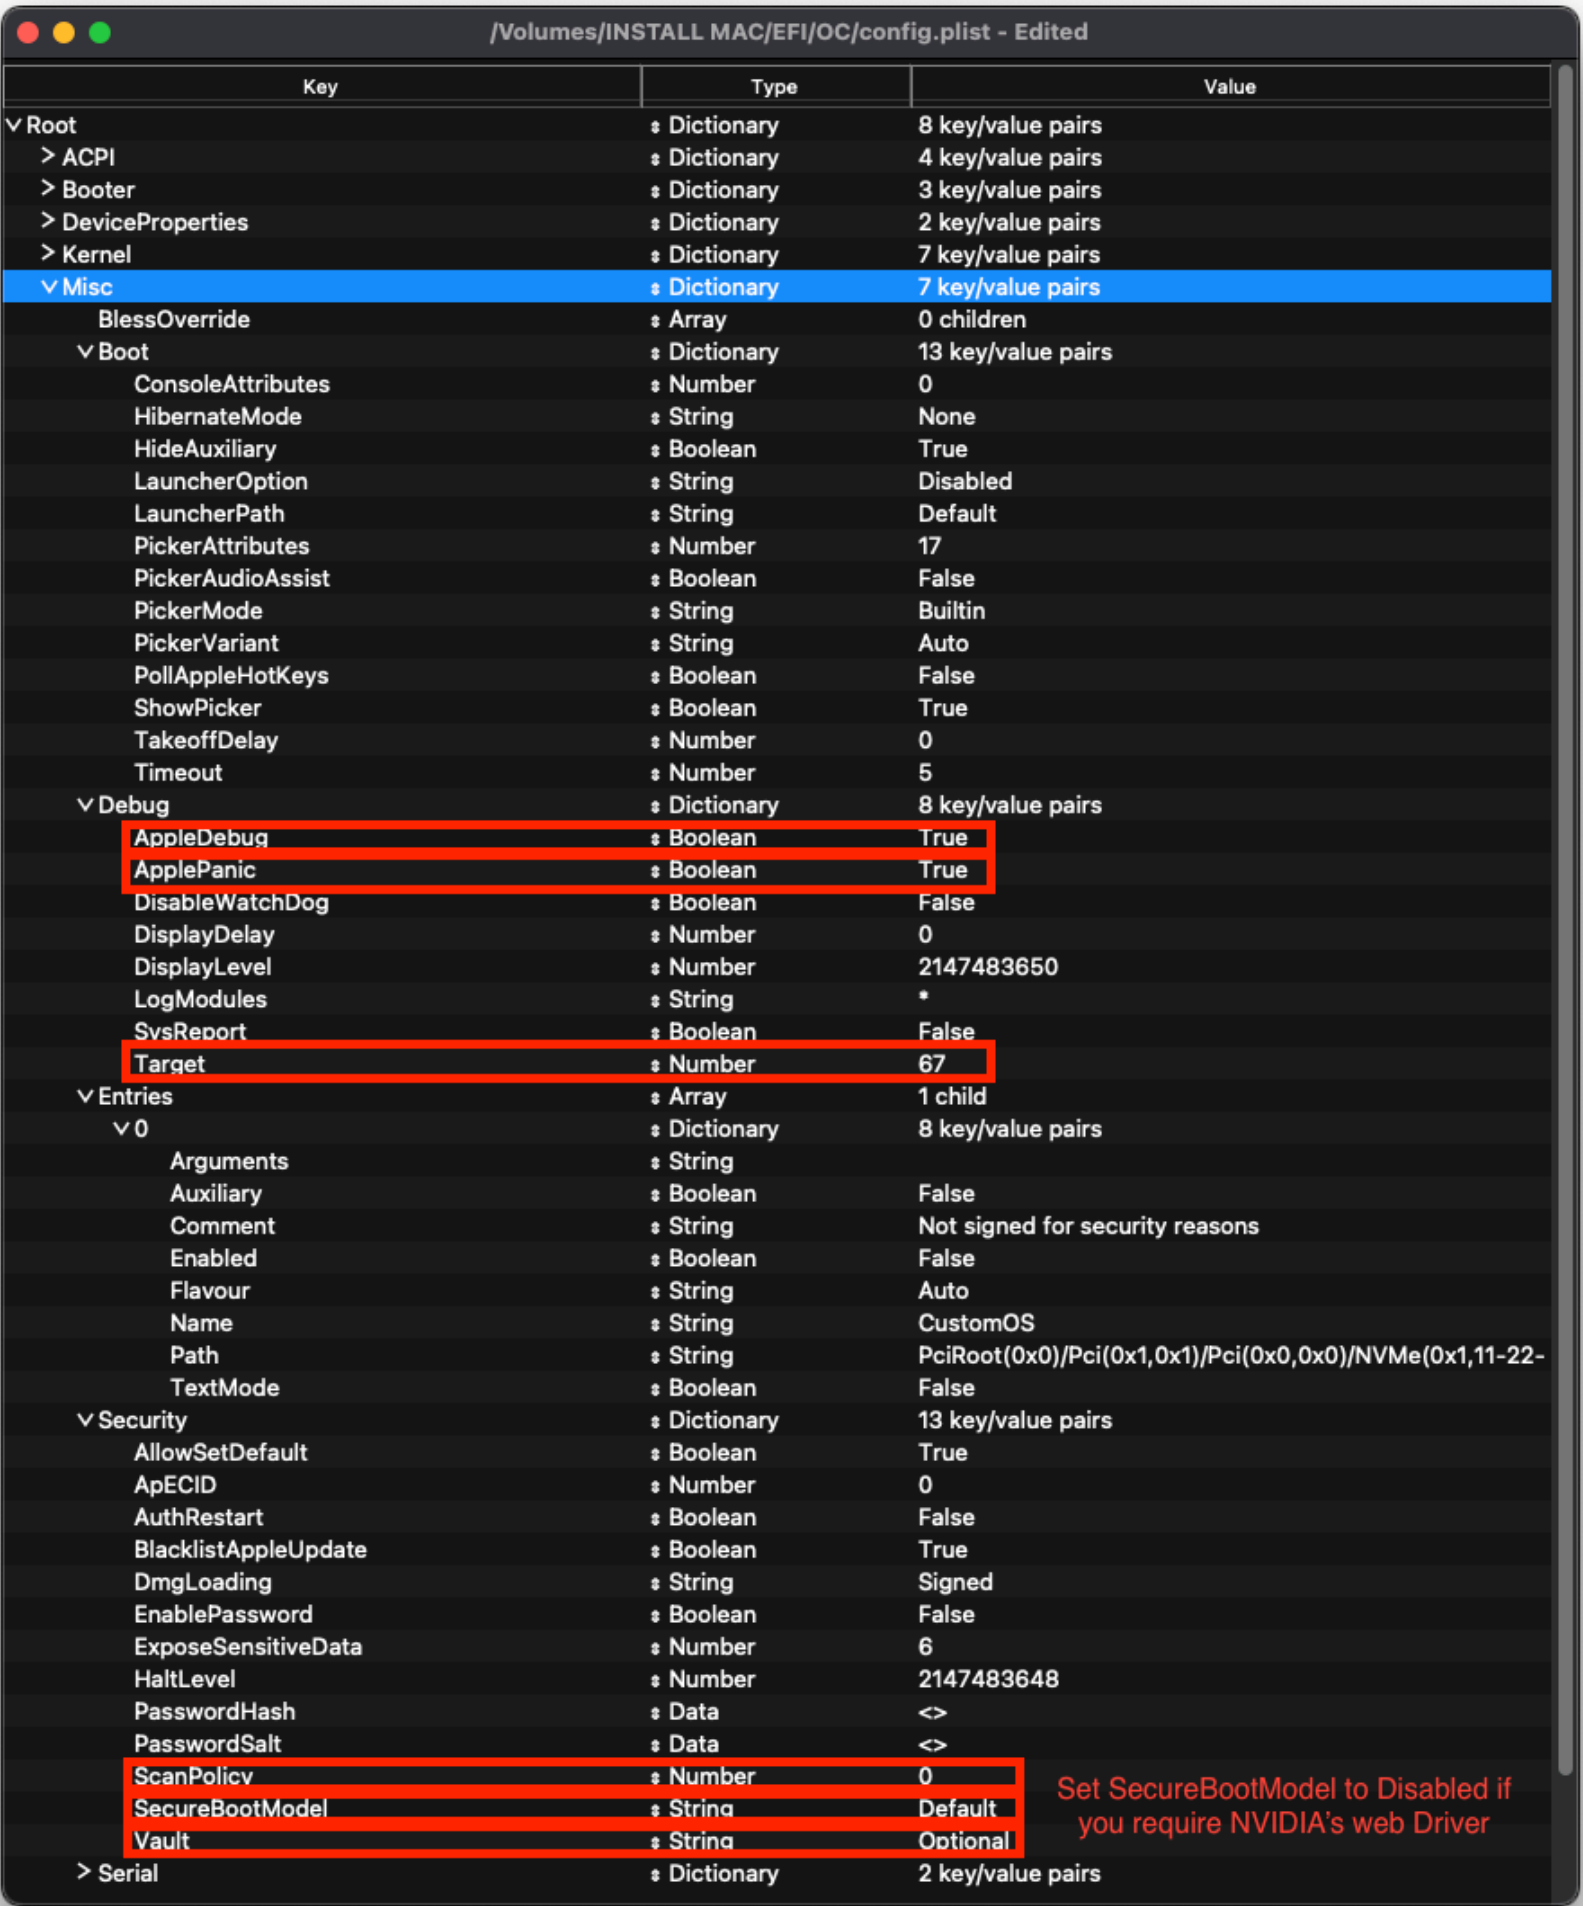 /Volumes/INSTALL MAC/EFI/OC/config.plist - Edited
Key Type Value
Root Dictionary 8 key/value pairs
ACPI Dictionary 4 key/value pairs
Booter Dictionary 3 key/value pairs
DeviceProperties Dictionary 2 key/value pairs
Kernel Dictionary 7 key/value pairs
Misc Dictionary 7 key/value pairs
BlessOverride Array 0 children
Boot Dictionary 13 key/value pairs
ConsoleAttributes Number 0
HibernateMode String None
HideAuxiliary Boolean True
LauncherOption String Disabled
LauncherPath String Default
PickerAttributes Number 17
PickerAudioAssist Boolean False
PickerMode String Builtin
PickerVariant String Auto
PollAppleHotKeys Boolean False
ShowPicker Boolean True
TakeoffDelay Number 0
Timeout Number 5
Debug Dictionary 8 key/value pairs
AppleDebug Boolean True
ApplePanic Boolean True
DisableWatchDog Boolean False
DisplayDelay Number 0
DisplayLevel Number 2147483650
LogModules String *
SysReport Boolean False
Target Number 67
Entries Array 1 child
0 Dictionary 8 key/value pairs
Arguments String
Auxiliary Boolean False
Comment String Not signed for security reasons
Enabled Boolean False
Flavour String Auto
Name String CustomOS
Path String PciRoot(0x0)/Pci(0x1,0x1)/Pci(0x0,0x0)/NVMe(0x1,11-22-
TextMode Boolean False
Security Dictionary 13 key/value pairs
AllowSetDefault Boolean True
ApECID Number 0
AuthRestart Boolean False
BlacklistAppleUpdate Boolean True
DmgLoading String Signed
EnablePassword Boolean False
ExposeSensitiveData Number 6
HaltLevel Number 2147483648
PasswordHash Data <>
PasswordSalt Data <>
ScanPolicy Number 0
SecureBootModel String Default
Vault String Optional
Set SecureBootModel to Disabled if
you require NVIDIA's web Driver
Serial Dictionary 2 key/value pairs